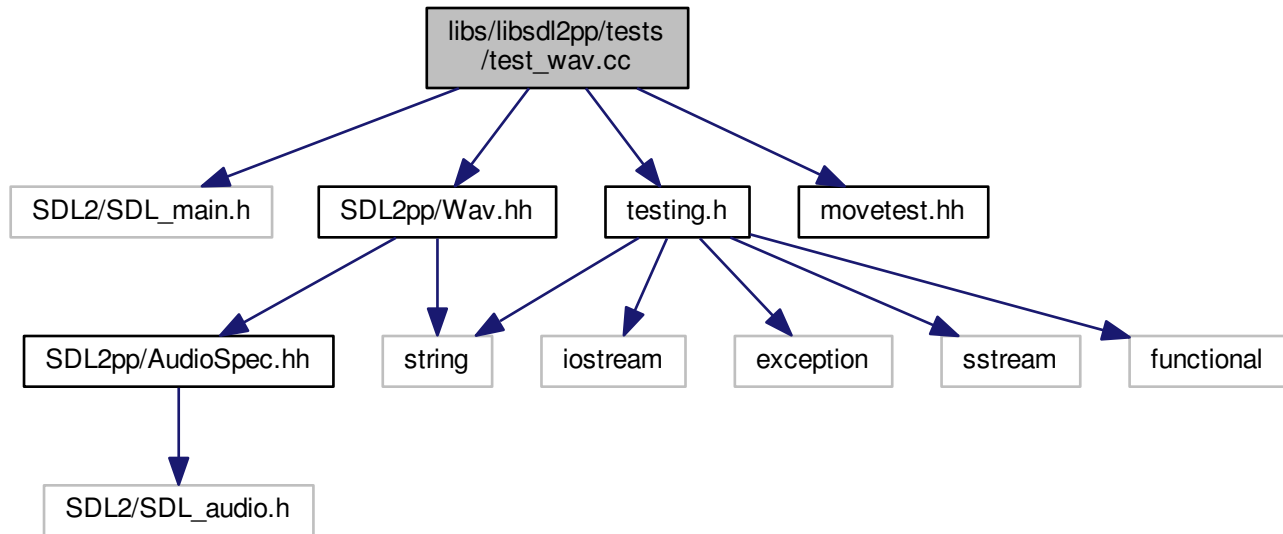 libs/libsdl2pp/tests
/test_wav.cc
SDL2/SDL_main.h
SDL2pp/Wav.hh
testing.h
movetest.hh
SDL2pp/AudioSpec.hh
string
iostream
exception
sstream
functional
SDL2/SDL_audio.h